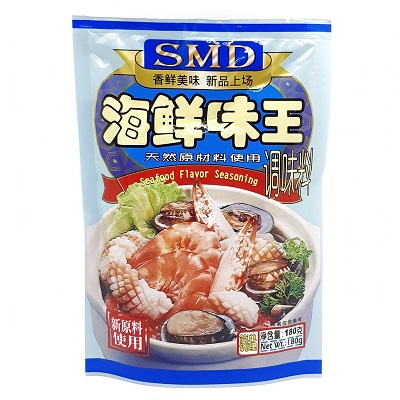 SMD
香鲜美味 新品上场
海鲜味王
天然原材料使用
调味料
Seafood Flavor Seasoning
新原料
使用
净含量:180克
Net Wt.:180g